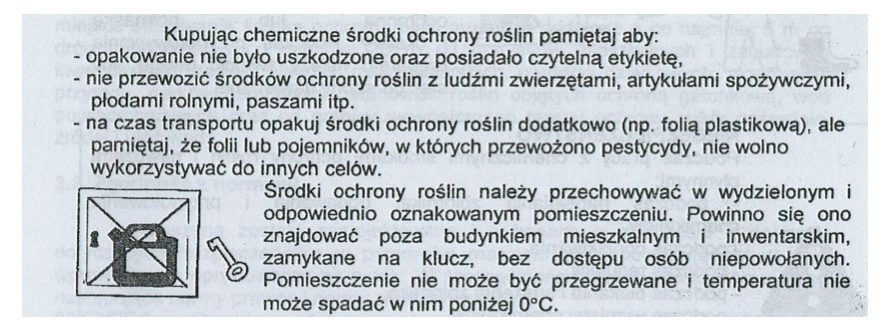 Kupując chemiczne środki ochrony roślin pamiętaj aby:
- opakowanie nie było uszkodzone oraz posiadało czytelną etykietę,
- nie przewozić środków ochrony roślin z ludźmi zwierzętami, artykułami spożywczymi,
płodami rolnymi, paszami itp.
- na czas transportu opakuj środki ochrony roślin dodatkowo (np. folią plastikową), ale
pamiętaj, że folii lub pojemników, w których przewożono pestycydy, nie wolno
wykorzystywać do innych celów.
Środki ochrony roślin należy przechowywać w wydzielonym i
odpowiednio oznakowanym pomieszczeniu. Powinno się ono
znajdować poza budynkiem mieszkalnym i inwentarskim,
zamykane na klucz, bez dostępu osób niepowołanych.
Pomieszczenie nie może być przegrzewane i temperatura nie
może spadać w nim poniżej 0°C.